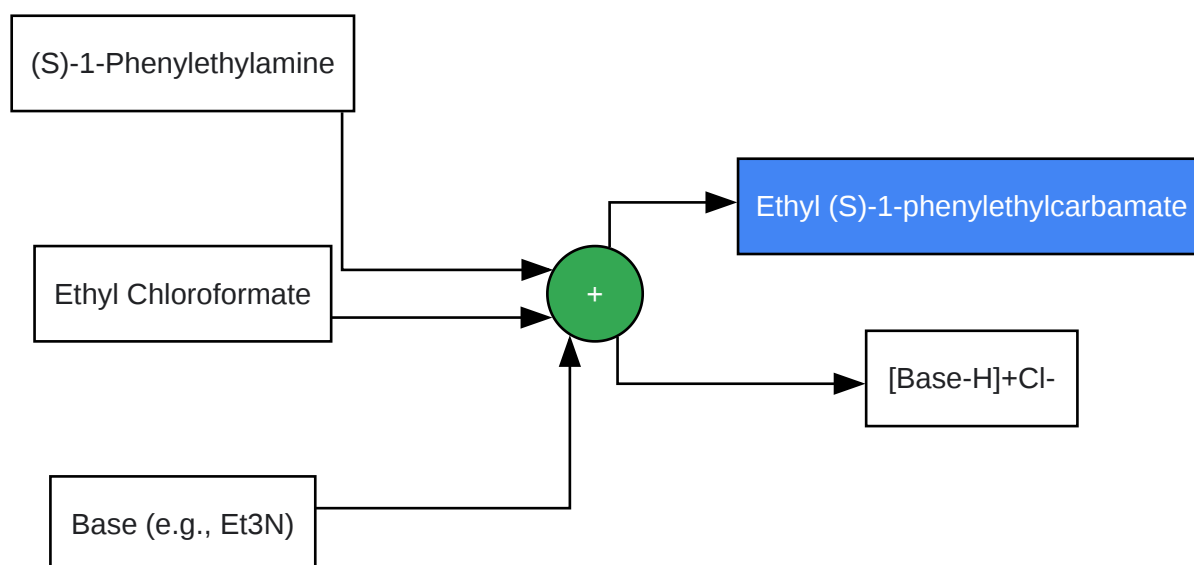 (S)-1-Phenylethylamine
Ethyl (S)-1-phenylethylcarbamate
Ethyl Chloroformate
+
[Base-H]+Cl-
Base (e.g., Et3N)